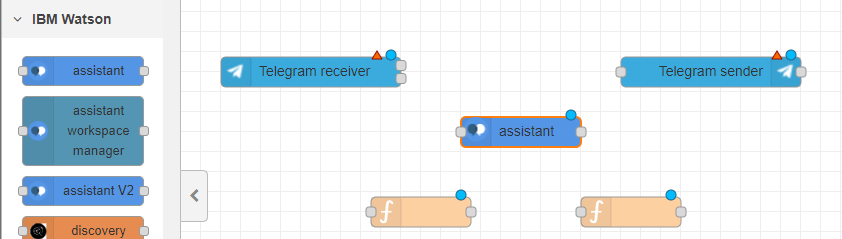 IBM Watson
assistant
assistant
workspace
manager
assistant V2
discovery
Telegram receiver
Telegram sender
assistant